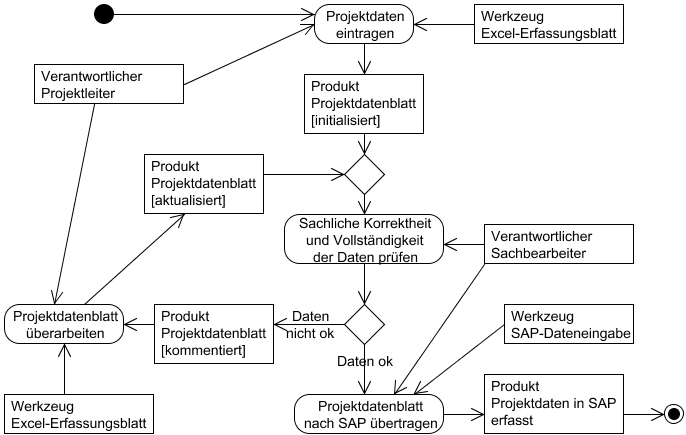 Projektdaten
eintragen
Werkzeug
Excel-Erfassungsblatt
Verantwortlicher
Projektleiter
Produkt
Projektdatenblatt
[initialisiert]
Produkt
Projektdatenblatt
[aktualisiert]
Sachliche Korrektheit
und Vollständigkeit
der Daten prüfen
Verantwortlicher
Sachbearbeiter
Projektdatenblatt
überarbeiten
Produkt
Projektdatenblatt
[kommentiert]
Daten
nicht ok
Werkzeug
SAP-Dateneingabe
Daten ok
Werkzeug
Excel-Erfassungsblatt
Projektdatenblatt
nach SAP übertragen
Produkt
Projektdaten in SAP
erfasst